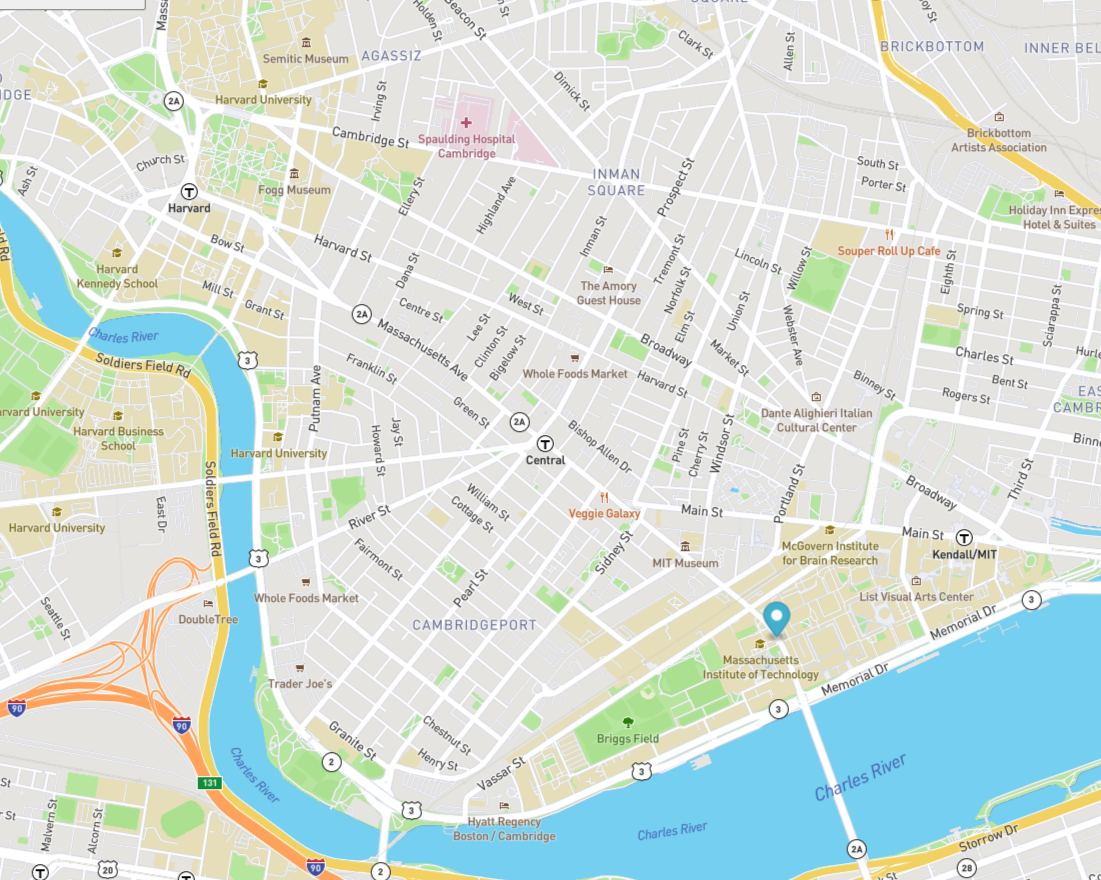 Massa
Holden St
Beacon St
SQUARE
AGASSIZ
Semitic Museum
Clark St
Allen St
BRICKBOTTOM
INNER BEL
IDGE
2A
Harvard University
Irving St
Dimick St
Cambridge St
Spaulding Hospital
Cambridge
Brickbottom
Artists Association
Church St
Ash St
Fogg Museum
Ellery St
Highland Ave
INMAN
SQUARE
Prospect St
South St
Porter St
Harvard
Holiday Inn Expre
Hotel & Suites
Bow St
Harvard St
Inman St
Tremont St
Lincoln St
Willow St
Souper Roll Up Cafe
Eighth St
Harvard
Kennedy School
Mill St
Grant St
Dana St
Centre St
West St
The Amory
Guest House
Norfolk St
Union St
Elm St
Webster Ave
Spring St
Sciarappa St
2A
Massachusetts Ave
Lee St
Clinton St
Bigelow St
Charles River
Soldiers Field Rd
3
Franklin St
Whole Foods Market
Broadway
Market St
Charles St
Hurle
Bent St
Rogers St
Harvard St
Binney St
EAS
CAMBR
Putnam Ave
Green St
arvard University
Harvard Business
School
Jay St
Howard St
2A
Central
Bishop Allen Dr
Pine St
Cherry St
Windsor St
Dante Alighieri Italian
Cultural Center
Binne
Harvard University
Soldiers Field Rd
William St
Cottage St
Veggie Galaxy
Main St
Portland St
Broadway
Third St
Harvard University
East Dr
River St
Fairmont St
Sidney St
MIT Museum
McGovern Institute
for Brain Research
Main St
Kendall/MIT
3
Whole Foods Market
Pearl St
List Visual Arts Center
DoubleTree
Seattle St
CAMBRIDGEPORT
Memorial Dr
3
Massachusetts
Institute of Technology
Memorial Dr
Trader Joe's
90
90
3
Granite St
Chestnut St
Henry St
Briggs Field
2
Vassar St
3
Charles River
131
Charles River
3
Hyatt Regency
Boston / Cambridge
Charles River
Malvern St
Alcorn St
Storrow Dr
2A
20
90
2
28